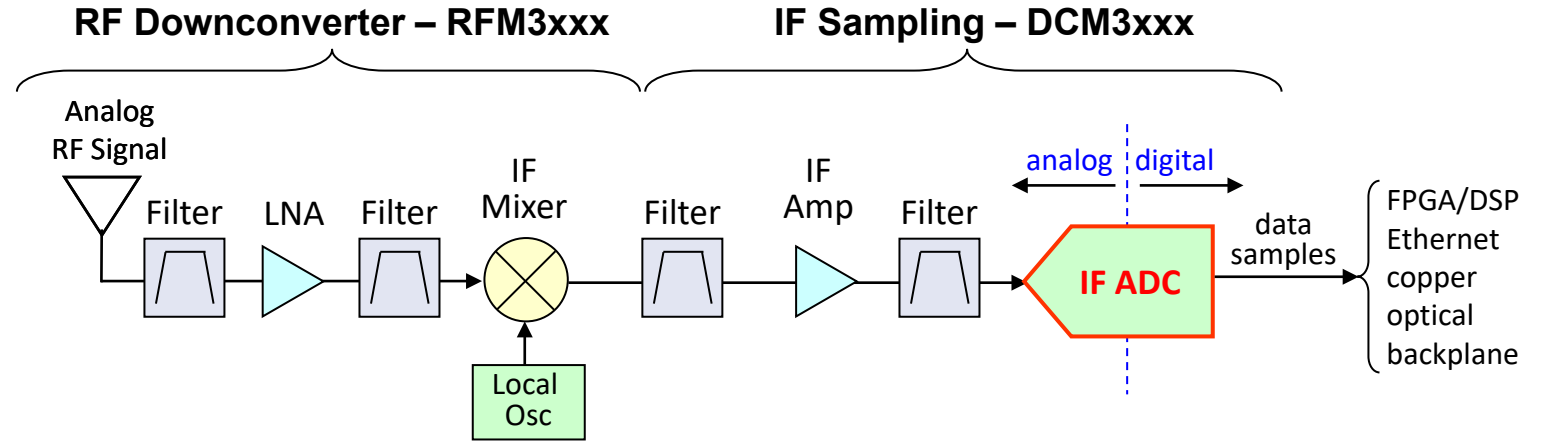 RF Downconverter – RFM3xxx
IF Sampling – DCM3xxx
Analog
RF Signal
Filter
LNA
Filter
IF
Mixer
Local
Osc
Filter
IF
Amp
Filter
analog
digital
IF ADC
data
samples
FPGA/DSP
Ethernet
copper
optical
backplane